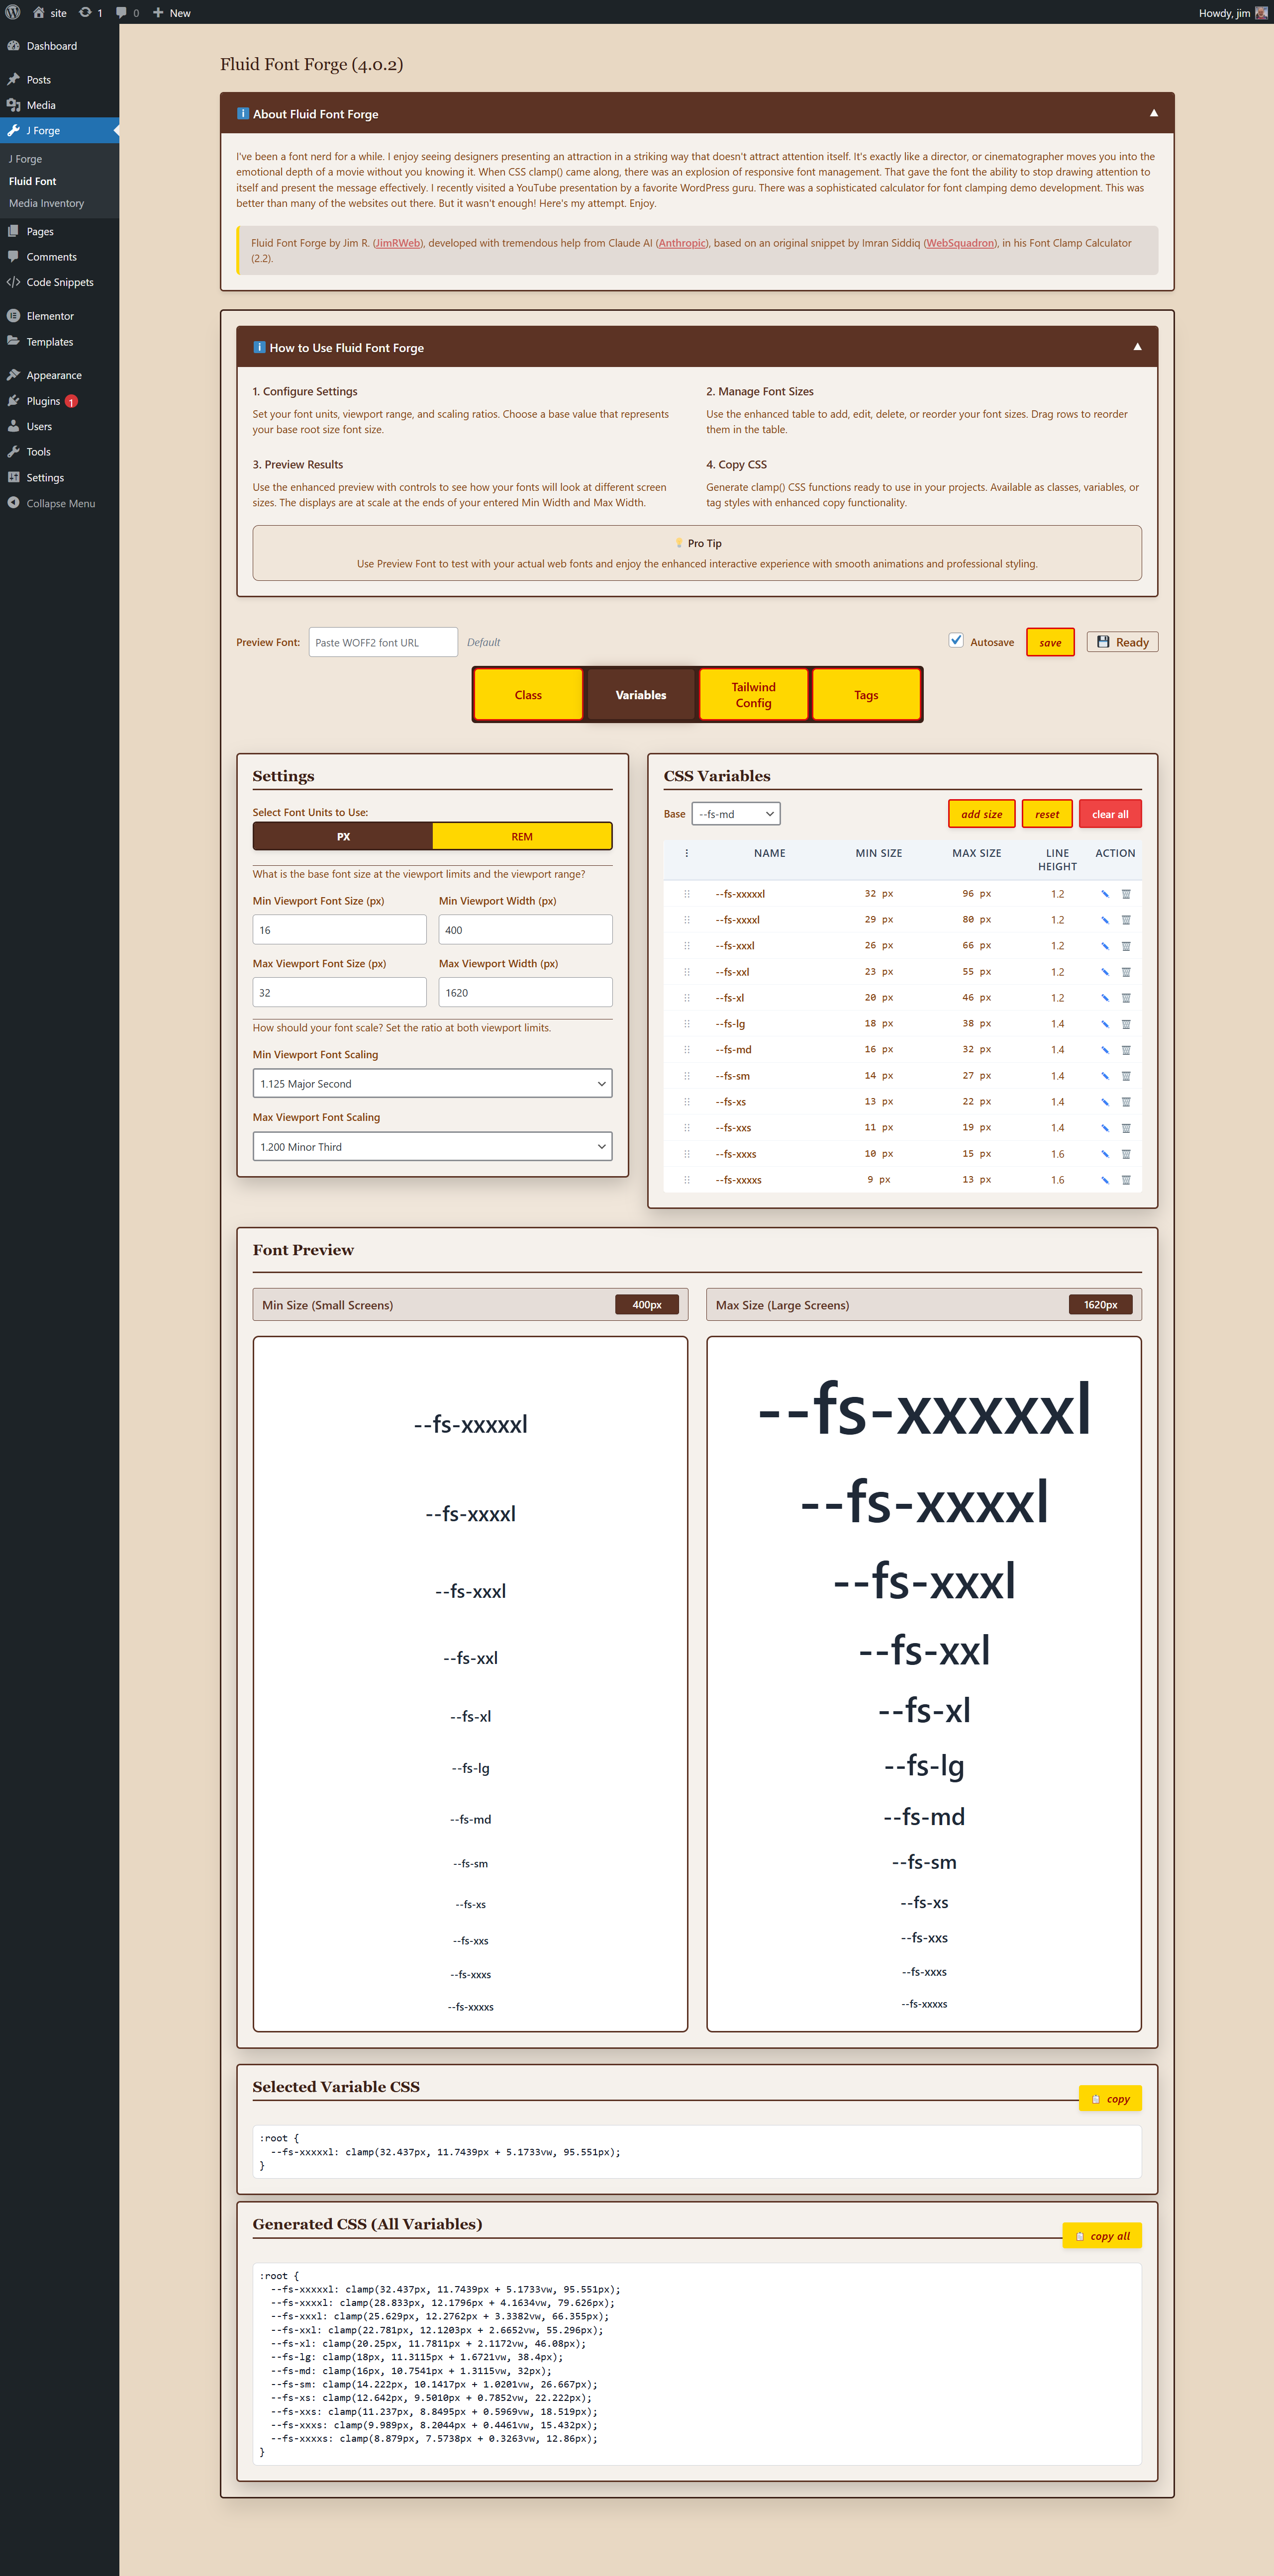 site
1
0
New
Howdy, jim
Dashboard
Posts
Media
J Forge
J Forge
Fluid Font
Media Inventory
Pages
Comments
Code Snippets
Elementor
Templates
Appearance
Plugins 1
Users
Tools
Settings
Collapse Menu
Fluid Font Forge (4.0.2)
About Fluid Font Forge
I've been a font nerd for a while. I enjoy seeing designers presenting an attraction in a striking way that doesn't attract attention itself. It's exactly like a director, or cinematographer moves you into the
emotional depth of a movie without you knowing it. When CSS clamp() came along, there was an explosion of responsive font management. That gave the font the ability to stop drawing attention to
itself and present the message effectively. I recently visited a YouTube presentation by a favorite WordPress guru. There was a sophisticated calculator for font clamping demo development. This was
better than many of the websites out there. But it wasn't enough! Here's my attempt. Enjoy.
Fluid Font Forge by Jim R. (JimRWeb), developed with tremendous help from Claude AI (Anthropic), based on an original snippet by Imran Siddiq (WebSquadron), in his Font Clamp Calculator
(2.2).
How to Use Fluid Font Forge
1. Configure Settings
Set your font units, viewport range, and scaling ratios. Choose a base value that represents
your base root size font size.
2. Manage Font Sizes
Use the enhanced table to add, edit, delete, or reorder your font sizes. Drag rows to reorder
them in the table.
3. Preview Results
Use the enhanced preview with controls to see how your fonts will look at different screen
sizes. The displays are at scale at the ends of your entered Min Width and Max Width.
4. Copy CSS
Generate clamp() CSS functions ready to use in your projects. Available as classes, variables, or
tag styles with enhanced copy functionality.
Pro Tip
Use Preview Font to test with your actual web fonts and enjoy the enhanced interactive experience with smooth animations and professional styling.
Preview Font: Paste WOFF2 font URL Default
Autosave save Ready
Class
Variables
Tailwind
Config
Tags
Settings
Select Font Units to Use:
PX REM
What is the base font size at the viewport limits and the viewport range?
Min Viewport Font Size (px) Min Viewport Width (px)
16 400
Max Viewport Font Size (px) Max Viewport Width (px)
32 1620
How should your font scale? Set the ratio at both viewport limits.
Min Viewport Font Scaling
1.125 Major Second
Max Viewport Font Scaling
1.200 Minor Third
CSS Variables
Base --fs-md add size reset clear all
NAME MIN SIZE MAX SIZE LINE HEIGHT ACTION
--fs-xxxxxl 32 px 96 px 1.2
--fs-xxxxl 29 px 80 px 1.2
--fs-xxxl 26 px 66 px 1.2
--fs-xxl 23 px 55 px 1.2
--fs-xl 20 px 46 px 1.2
--fs-lg 18 px 38 px 1.4
--fs-md 16 px 32 px 1.4
--fs-sm 14 px 27 px 1.4
--fs-xs 13 px 22 px 1.4
--fs-xxs 11 px 19 px 1.4
--fs-xxxs 10 px 15 px 1.6
--fs-xxxxs 9 px 13 px 1.6
Font Preview
Min Size (Small Screens) 400px
--fs-xxxxxl
--fs-xxxxl
--fs-xxxl
--fs-xxl
--fs-xl
--fs-lg
--fs-md
--fs-sm
--fs-xs
--fs-xxs
--fs-xxxs
--fs-xxxxs
Max Size (Large Screens) 1620px
--fs-xxxxxl
--fs-xxxxl
--fs-xxxl
--fs-xxl
--fs-xl
--fs-lg
--fs-md
--fs-sm
--fs-xs
--fs-xxs
--fs-xxxs
--fs-xxxxs
Selected Variable CSS
copy
:root {
--fs-xxxxxl: clamp(32.437px, 11.7439px + 5.1733vw, 95.551px);
}
Generated CSS (All Variables)
copy all
:root {
--fs-xxxxxl: clamp(32.437px, 11.7439px + 5.1733vw, 95.551px);
--fs-xxxxl: clamp(28.833px, 12.1796px + 4.1634vw, 79.626px);
--fs-xxxl: clamp(25.629px, 12.2762px + 3.3382vw, 66.355px);
--fs-xxl: clamp(22.781px, 12.1203px + 2.6652vw, 55.296px);
--fs-xl: clamp(20.25px, 11.7811px + 2.1172vw, 46.08px);
--fs-lg: clamp(18px, 11.3115px + 1.6721vw, 38.4px);
--fs-md: clamp(16px, 10.7541px + 1.3115vw, 32px);
--fs-sm: clamp(14.222px, 10.1417px + 1.0201vw, 26.667px);
--fs-xs: clamp(12.642px, 9.5010px + 0.7852vw, 22.222px);
--fs-xxs: clamp(11.237px, 8.8495px + 0.5969vw, 18.519px);
--fs-xxxs: clamp(9.989px, 8.2044px + 0.4461vw, 15.432px);
--fs-xxxxs: clamp(8.879px, 7.5738px + 0.3263vw, 12.86px);
}